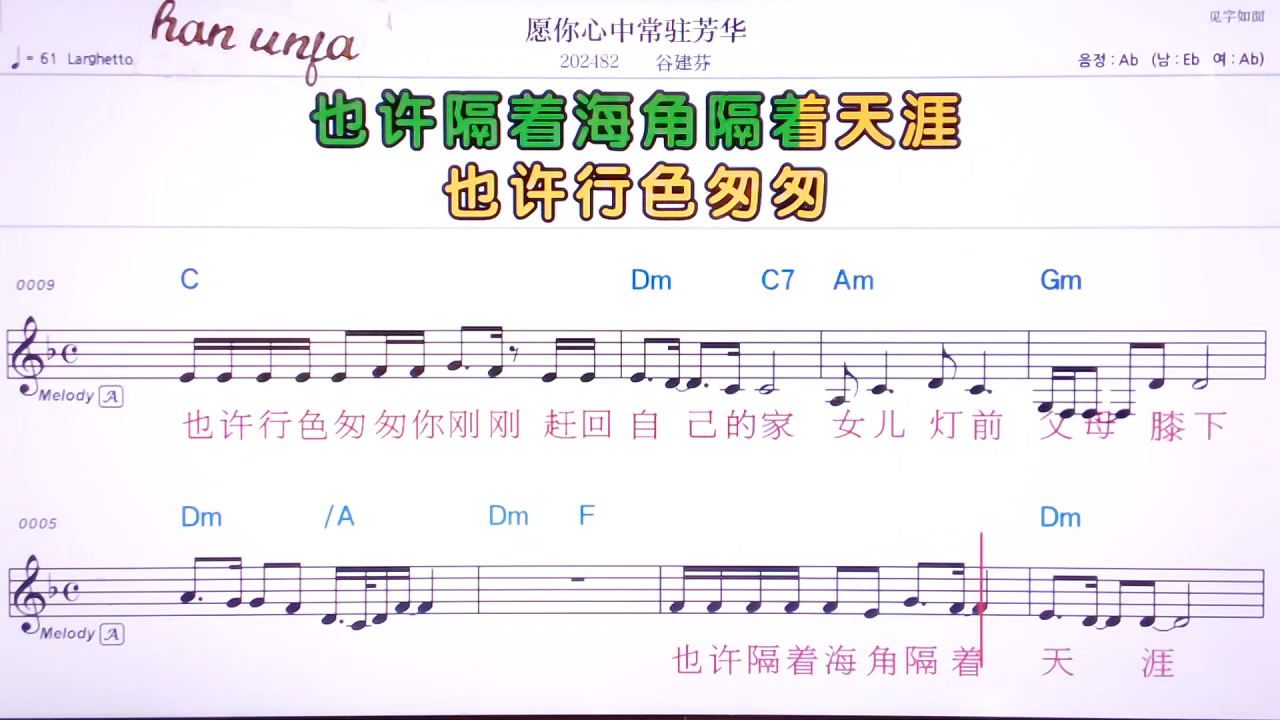 han unja
愿你心中常驻芳华
见字如面
♩= 61 Larghetto
202482 谷建芬
음정 : Ab (남 : Eb 여 : Ab)
也许隔着海角隔着天涯
也许行色匆匆
0009
C Dm C7 Am Gm
Melody A
也许行色匆匆你刚刚 赶回 自 己的家 女儿 灯前 父母 膝下
0005
Dm /A Dm F Dm
Melody A
也许隔着海角隔着 天 涯